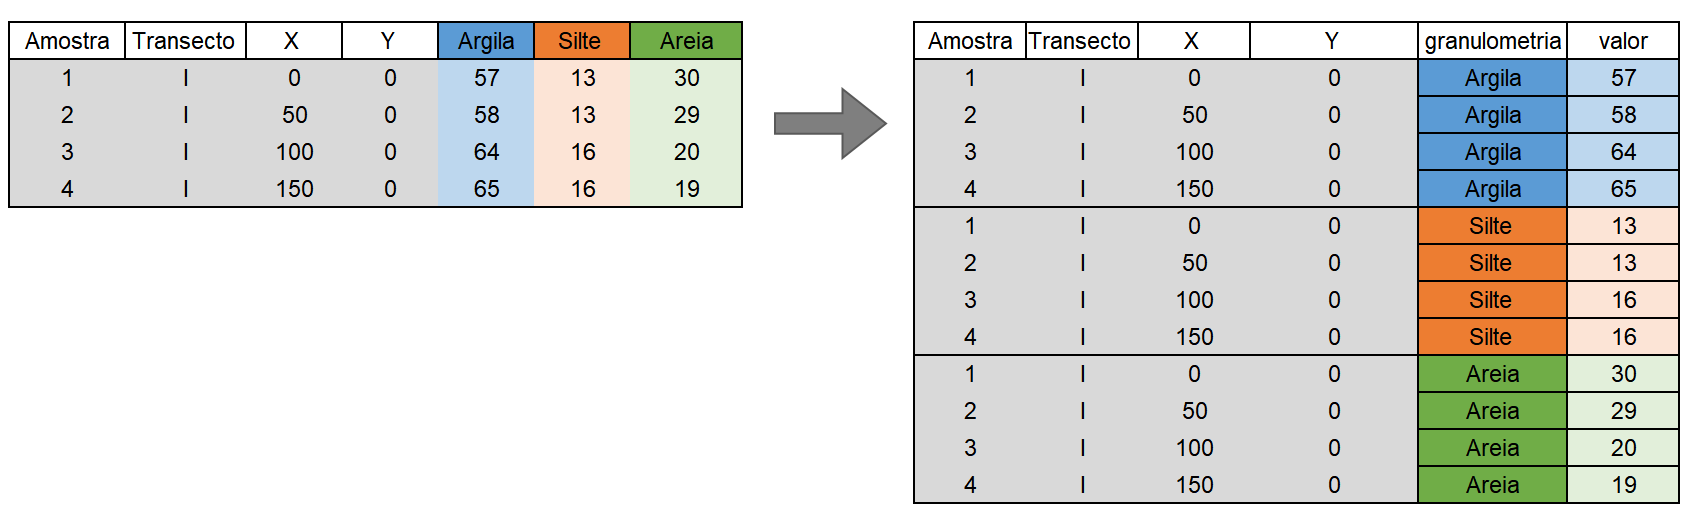 Amostra Transecto X Y Argila Silte Areia
1 I 0 0 57 13 30
2 I 50 0 58 13 29
3 I 100 0 64 16 20
4 I 150 0 65 16 19
Amostra Transecto X Y granulometria valor
1 I 0 0 Argila 57
2 I 50 0 Argila 58
3 I 100 0 Argila 64
4 I 150 0 Argila 65
1 I 0 0 Silte 13
2 I 50 0 Silte 13
3 I 100 0 Silte 16
4 I 150 0 Silte 16
1 I 0 0 Areia 30
2 I 50 0 Areia 29
3 I 100 0 Areia 20
4 I 150 0 Areia 19